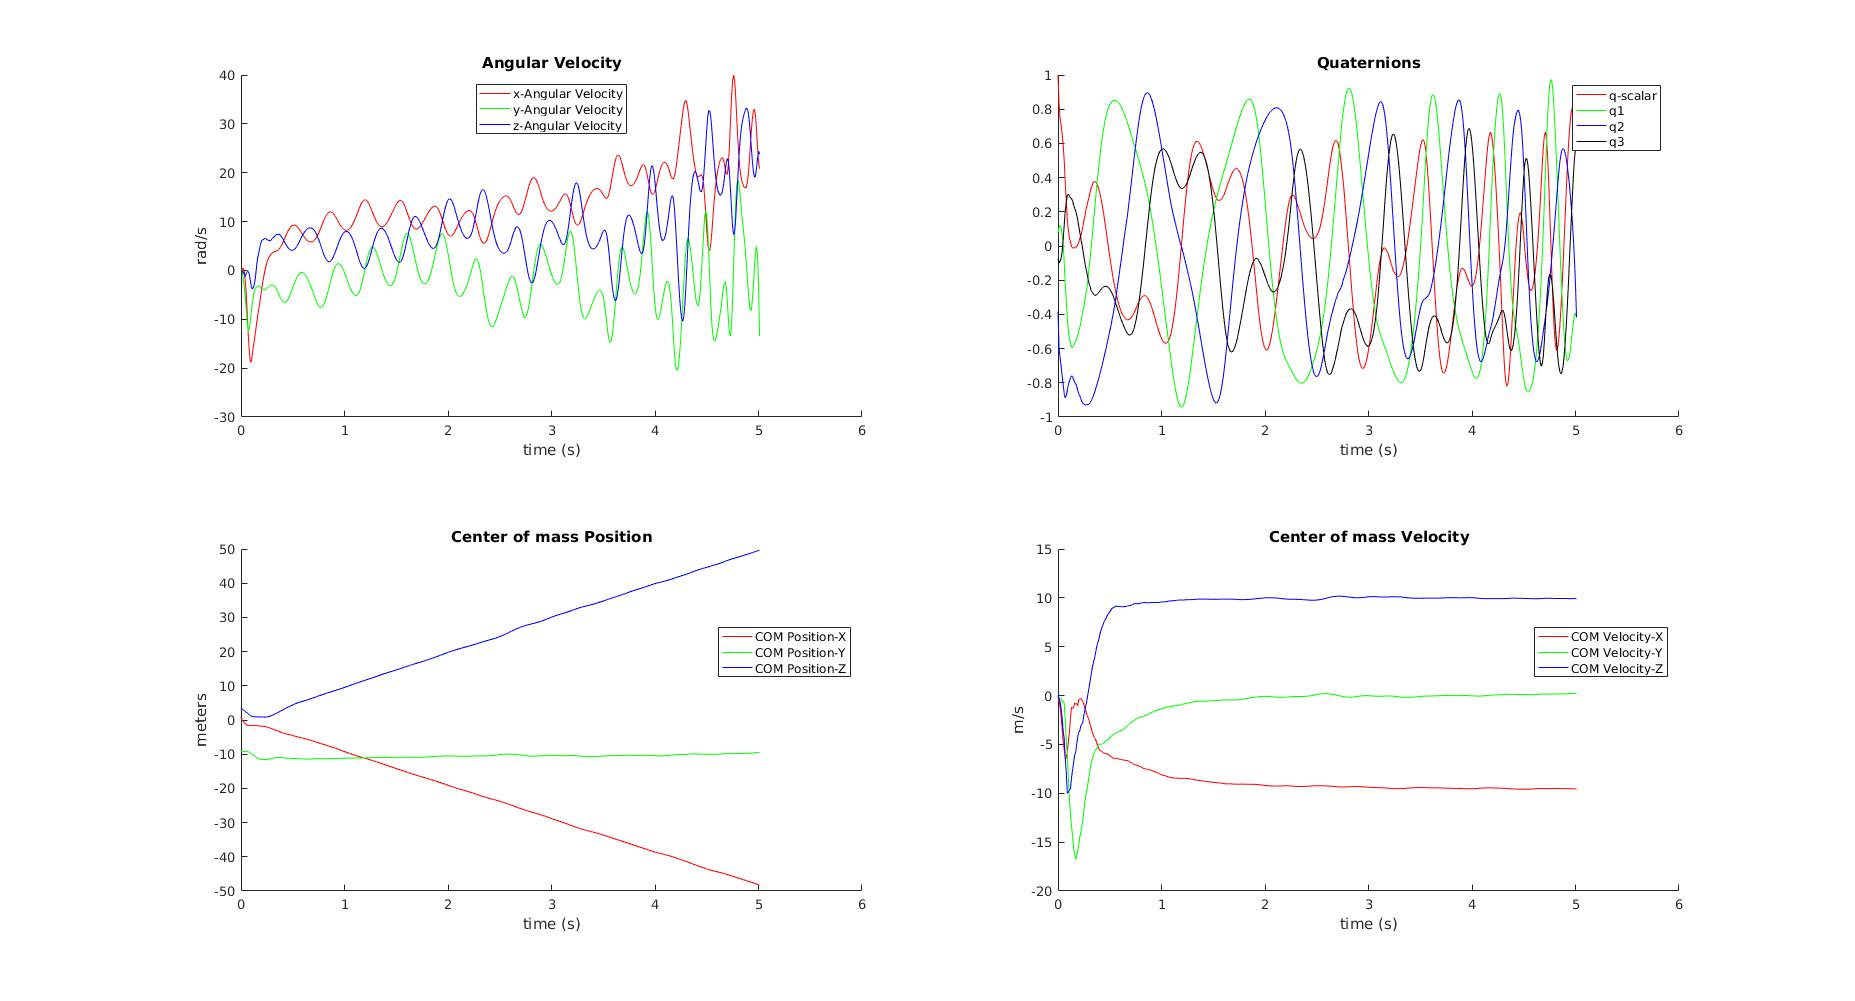 Angular Velocity
40
30
20
10
0
-10
-20
-30
rad/s
x-Angular Velocity
y-Angular Velocity
z-Angular Velocity
0 1 2 3 4 5 6
time (s)
Quaternions
1
0.8
0.6
0.4
0.2
0
-0.2
-0.4
-0.6
-0.8
-1
q-scalar
q1
q2
q3
0 1 2 3 4 5 6
time (s)
Center of mass Position
50
40
30
20
10
0
-10
-20
-30
-40
-50
meters
COM Position-X
COM Position-Y
COM Position-Z
0 1 2 3 4 5 6
time (s)
Center of mass Velocity
15
10
5
0
-5
-10
-15
-20
m/s
COM Velocity-X
COM Velocity-Y
COM Velocity-Z
0 1 2 3 4 5 6
time (s)